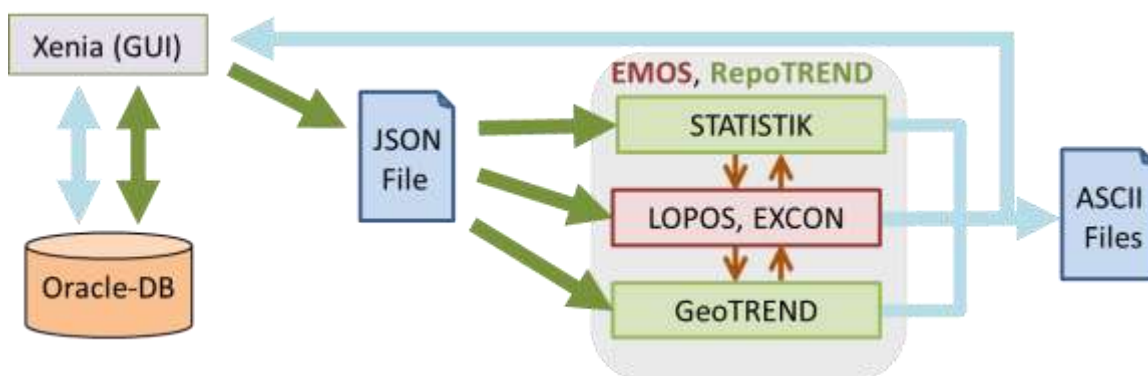 Xenia (GUI)
EMOS, RepoTREND
JSON
File
STATISTIK
LOPOS, EXCON
GeoTREND
ASCII
Files
Oracle-DB